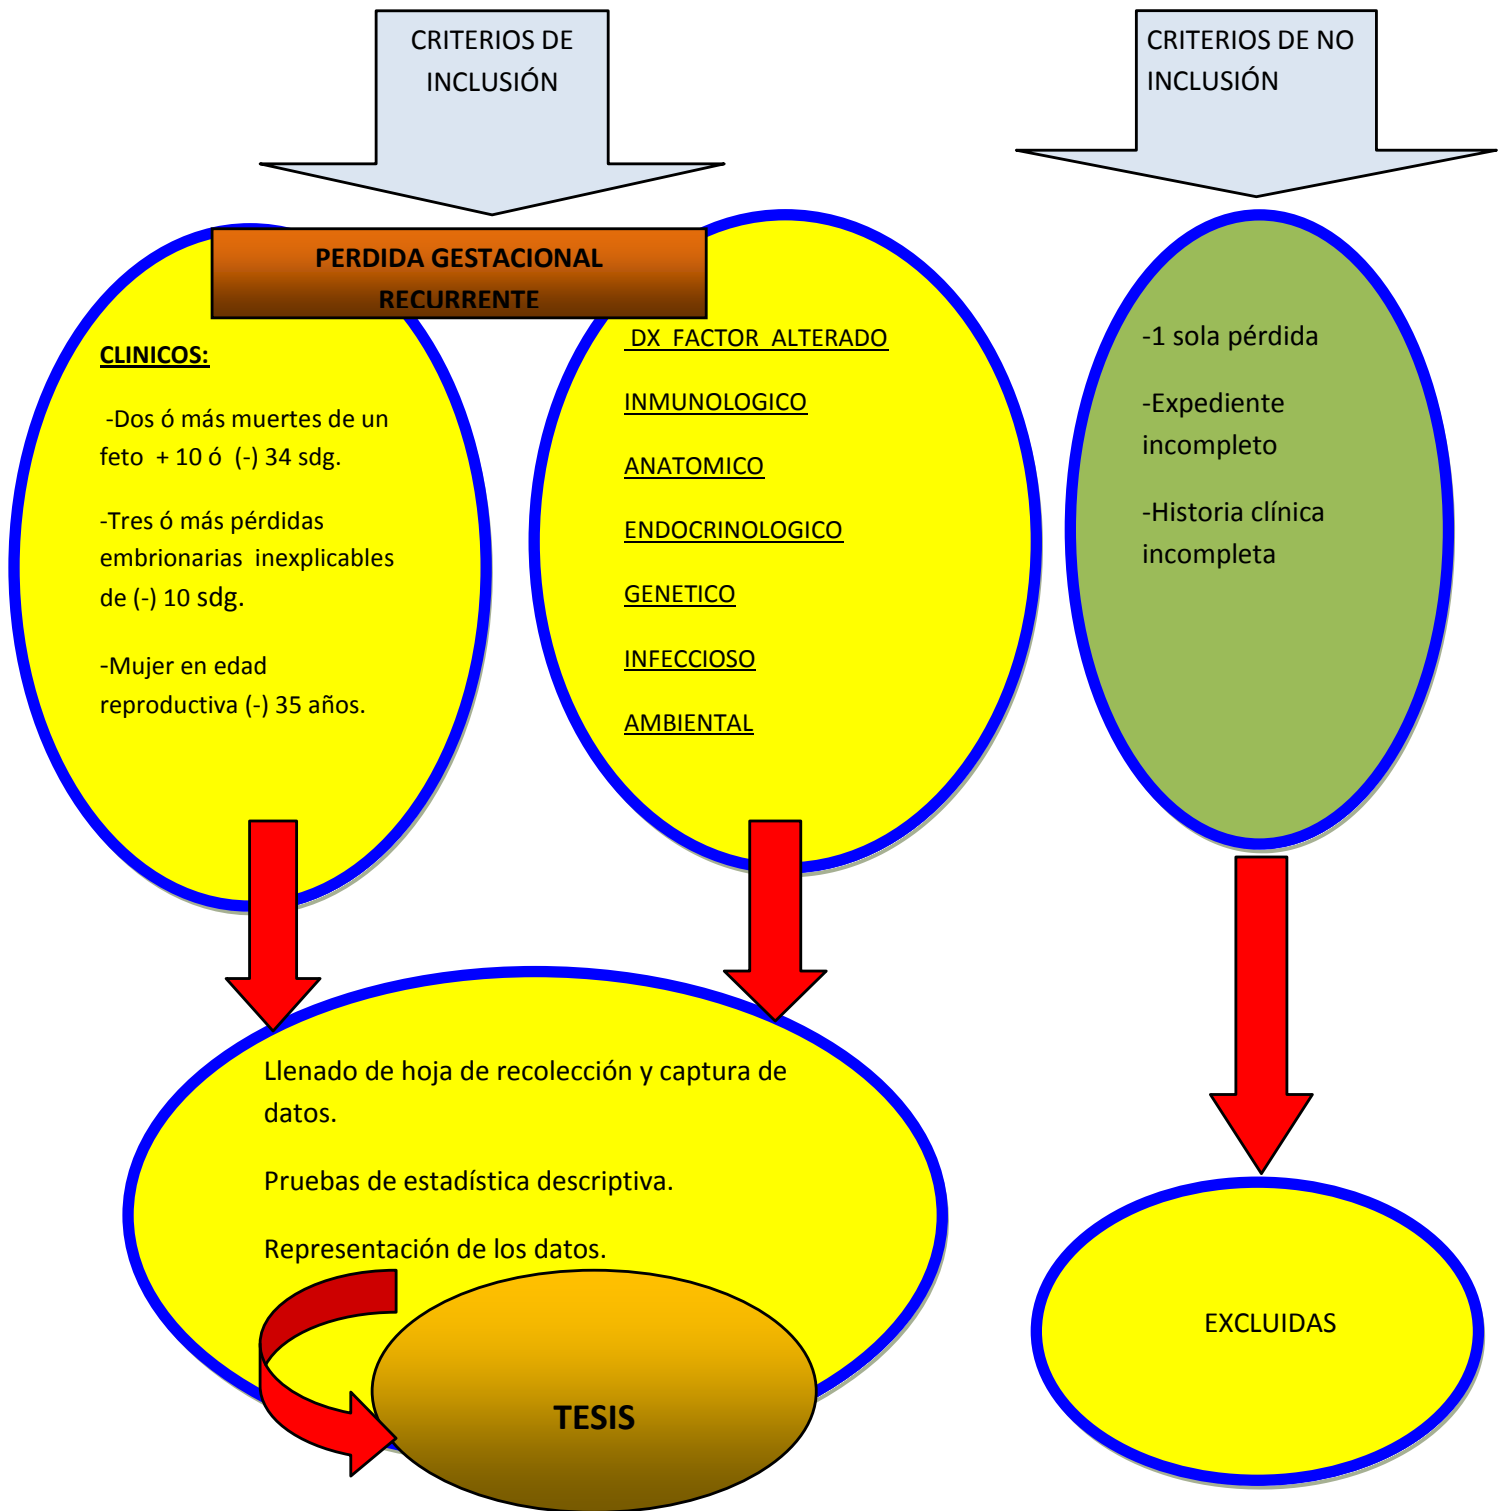 CRITERIOS DE
INCLUSIÓN
CRITERIOS DE NO
INCLUSIÓN
PERDIDA GESTACIONAL
RECURRENTE
CLINICOS:
-Dos ó más muertes de un
feto + 10 ó (-) 34 sdg.
-Tres ó más pérdidas
embrionarias inexplicables
de (-) 10 sdg.
-Mujer en edad
reproductiva (-) 35 años.
DX FACTOR ALTERADO
INMUNOLOGICO
ANATOMICO
ENDOCRINOLOGICO
GENETICO
INFECCIOSO
AMBIENTAL
-1 sola pérdida
-Expediente
incompleto
-Historia clínica
incompleta
Llenado de hoja de recolección y captura de
datos.
Pruebas de estadística descriptiva.
Representación de los datos.
TESIS
EXCLUIDAS